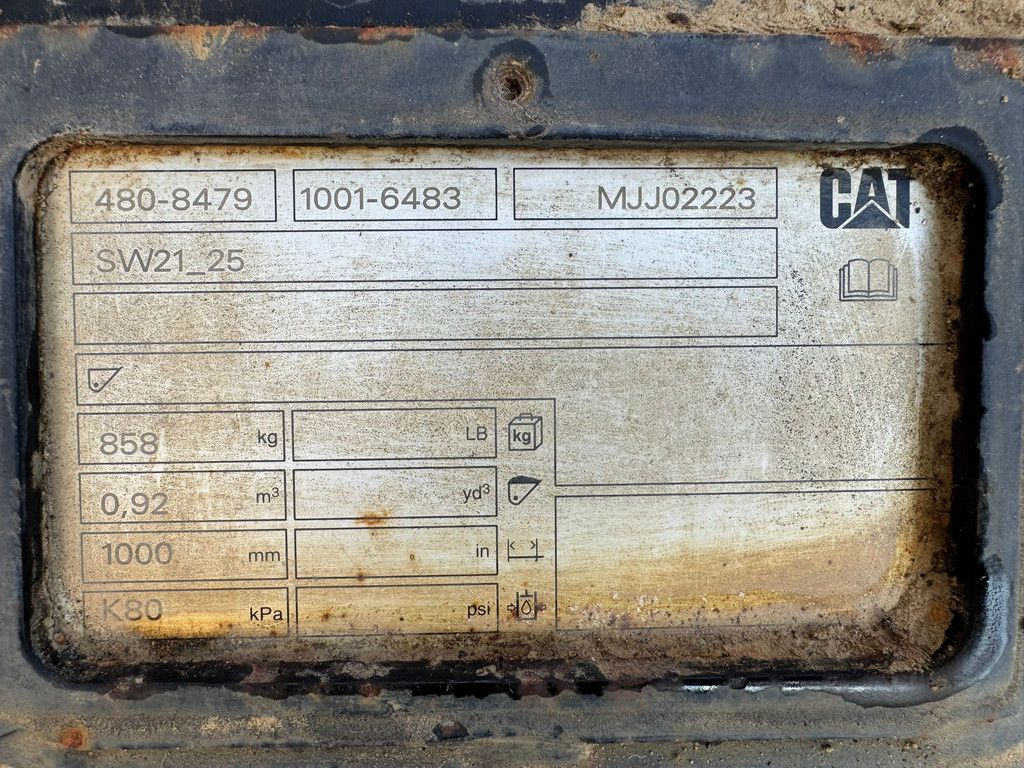 480-8479 1001-6483 MJJ02223 CAT
SW21_25
858 kg LB kg
0,92 m³ yd³
1000 mm in
K80 kPa psi